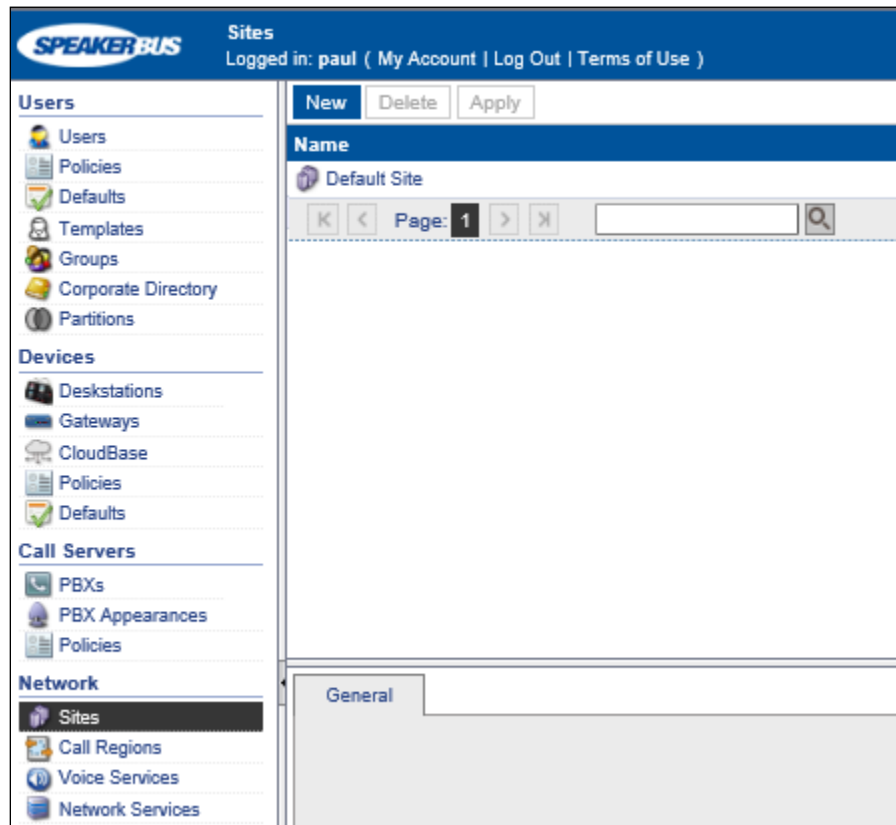 SPEAKERBUS
Sites
Logged in: paul ( My Account | Log Out | Terms of Use )
Users
Users
Policies
Defaults
Templates
Groups
Corporate Directory
Partitions
Devices
Deskstations
Gateways
CloudBase
Policies
Defaults
Call Servers
PBXs
PBX Appearances
Policies
Network
Sites
Call Regions
Voice Services
Network Services
New Delete Apply
Name
Default Site
Page: 1
General